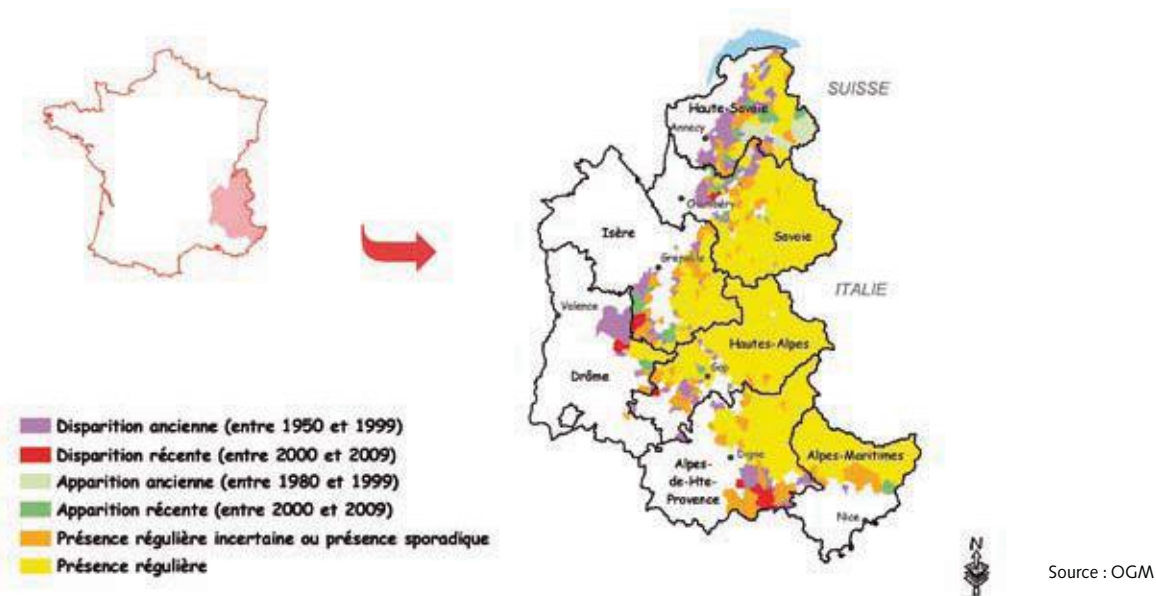 SUISSE
Haute-Savoie
Annecy
Chambéry
Savoie
Isère
Grenoble
ITALIE
Valence
Hautes-Alpes
Gap
Drôme
Disparition ancienne (entre 1950 et 1999)
Disparition récente (entre 2000 et 2009)
Apparition ancienne (entre 1980 et 1999)
Apparition récente (entre 2000 et 2009)
Présence régulière incertaine ou présence sporadique
Présence régulière
Alpes-Maritimes
Digne
Alpes-
de-Hte-
Provence
Nice
N
Source : OGM